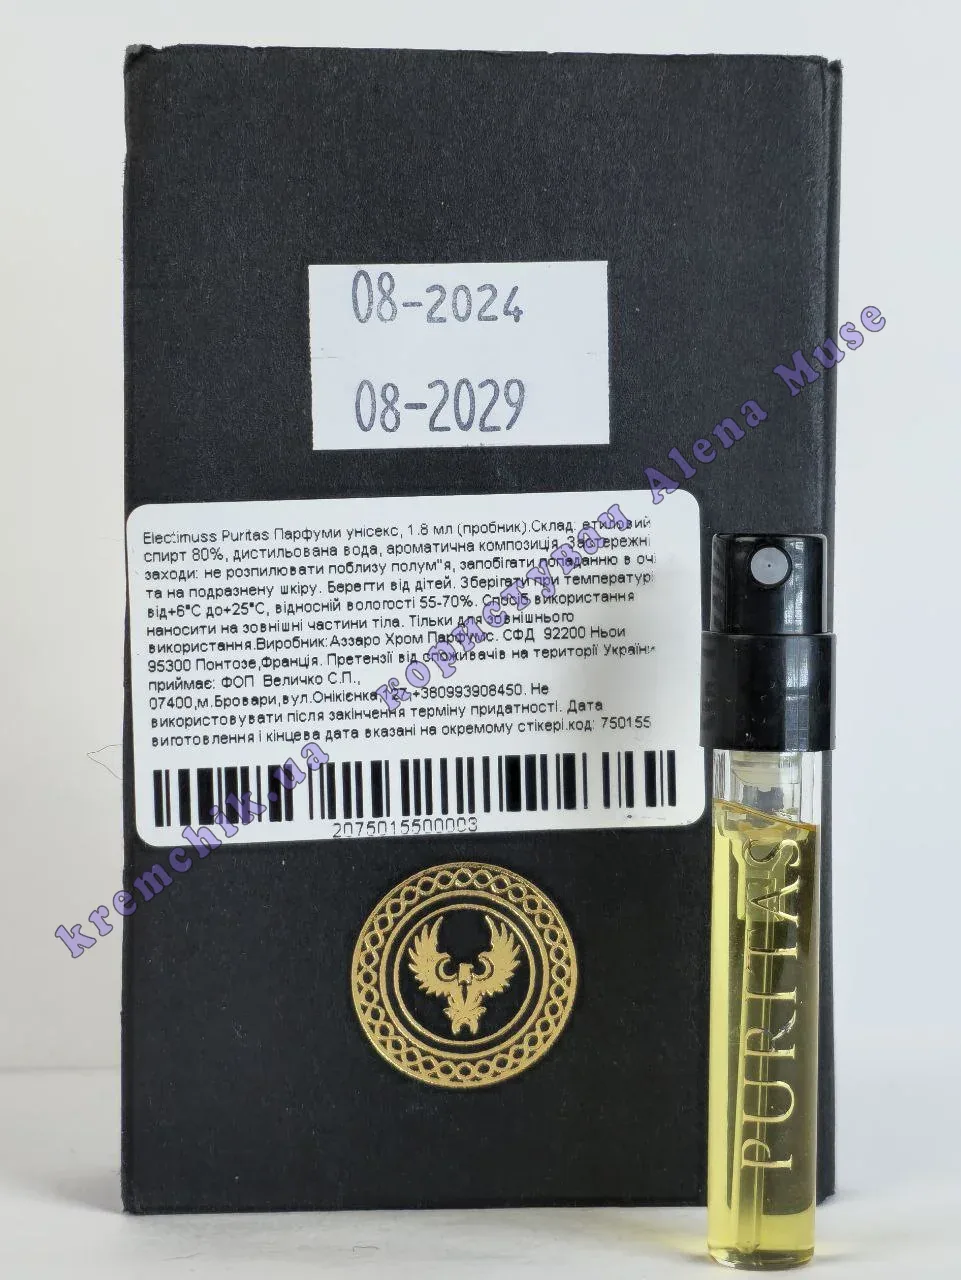 08-2024
08-2029
Electimuss Puritas Парфуми унісекс, 1.8 мл (пробник).Склад: етиловий
спирт 80%, дистильована вода, ароматична композиція. Застережні
заходи: не розпилювати поблизу полум"я, запобігати попаданню в очі
та на подразнену шкіру. Берегти від дітей. Зберігати при температурі
від+6°C до+25°C, відносній вологості 55-70%. Спосіб використання
наносити на зовнішні частини тіла. Тільки для зовнішнього
використання.Виробник:Аззаро Хром Парфумс. СФД 92200 Ньои
95300 Понтозе,Франція. Претензії від споживачів на території України
приймає: ФОП Величко С.П.,
07400,м.Бровари,вул.Онікієнка, 127,+380993908450. Не
використовувати після закінчення терміну придатності. Дата
виготовлення і кінцева дата вказані на окремому стікері.код: 750155
2075015500003
PURITAS
kremchik.ua користувач Alena Muse